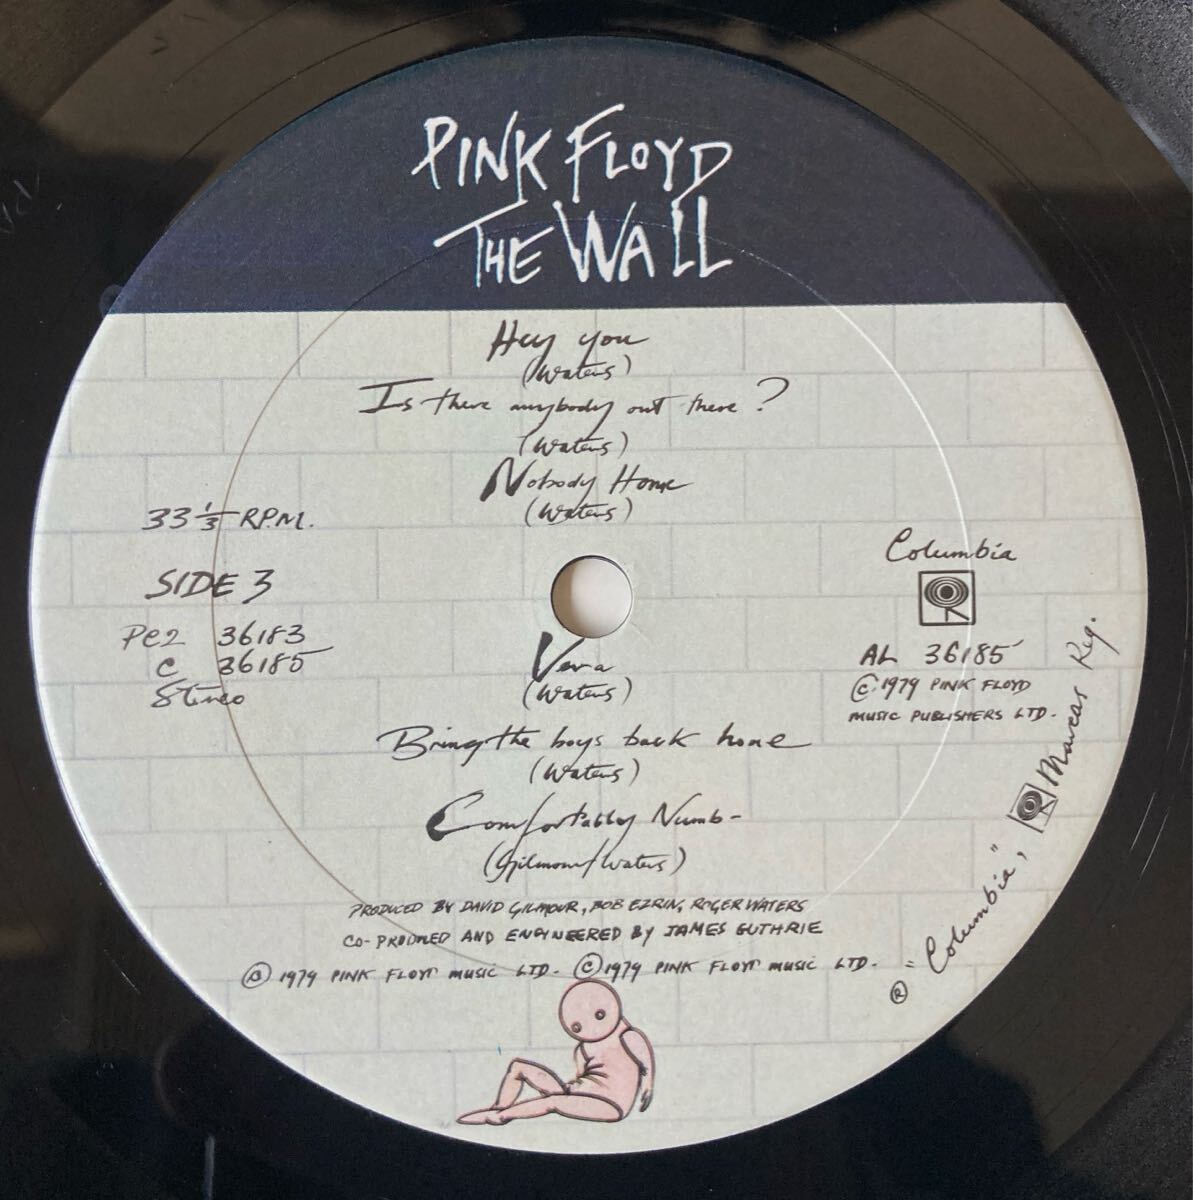 PINK FLOYD
THE WALL
Hey you
(Waters)
Is there anybody out there?
(Waters)
Nobody Home
(Waters)
33 1/3 R.P.M.
SIDE 3
PC2 36183
C 36185
Stereo
Columbia
AL 36185
© 1979 PINK FLOYD
MUSIC PUBLISHERS LTD.
Vera
(Waters)
Bring the boys back home
(Waters)
Comfortably Numb -
(Gilmour/Waters)
PRODUCED BY DAVID GILMOUR, BOB EZRIN, ROGER WATERS
CO-PRODUCED AND ENGINEERED BY JAMES GUTHRIE
℗ 1979 PINK FLOYD MUSIC LTD. © 1979 PINK FLOYD MUSIC LTD.
® "Columbia", Marcas Reg.